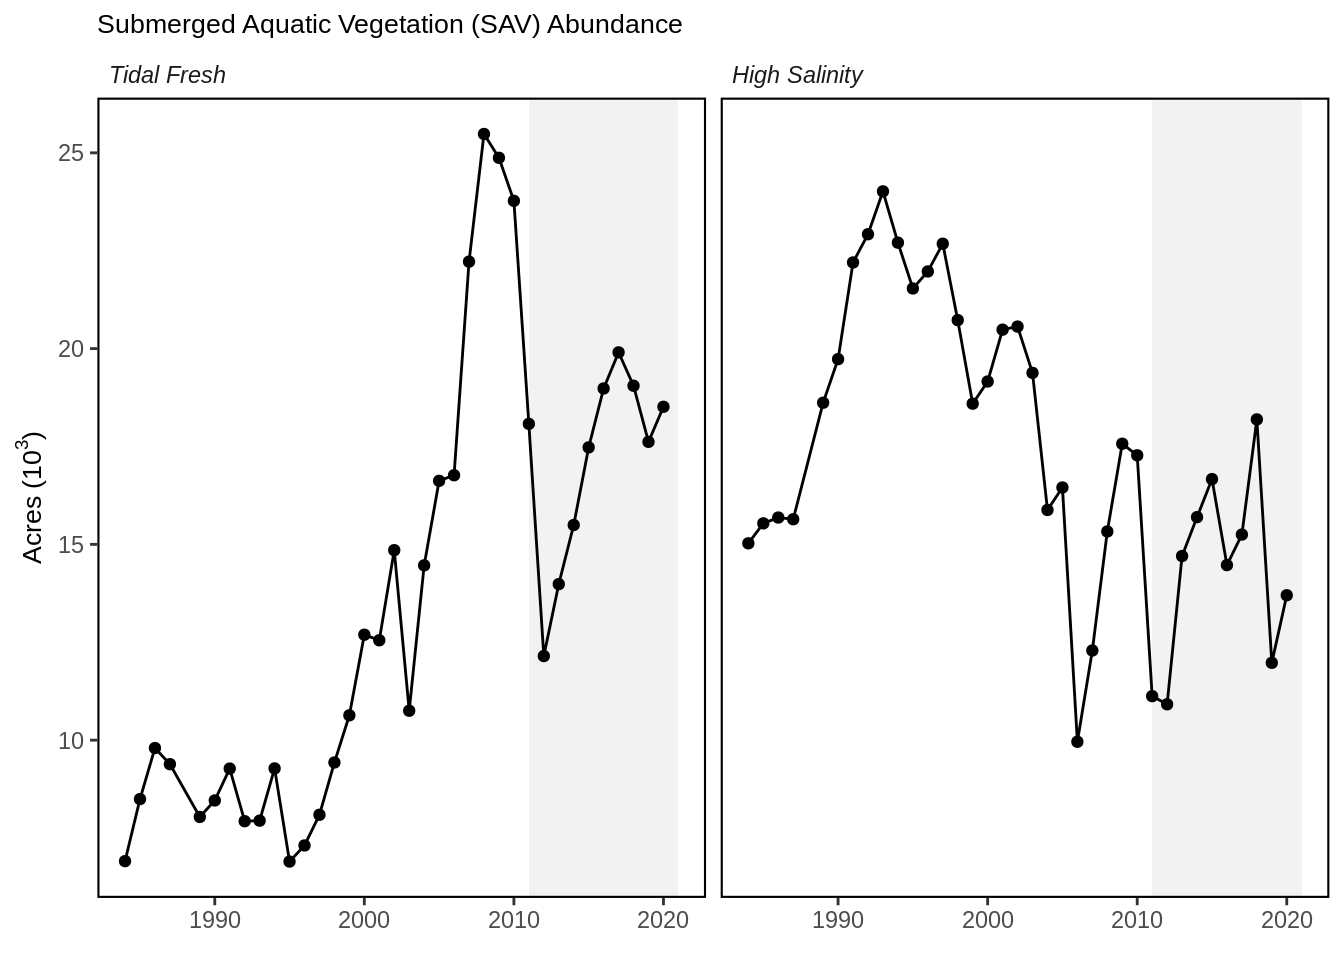 Submerged Aquatic Vegetation (SAV) Abundance
Tidal Fresh
High Salinity
Acres (10³)
25
20
15
10
1990 2000 2010 2020
1990 2000 2010 2020